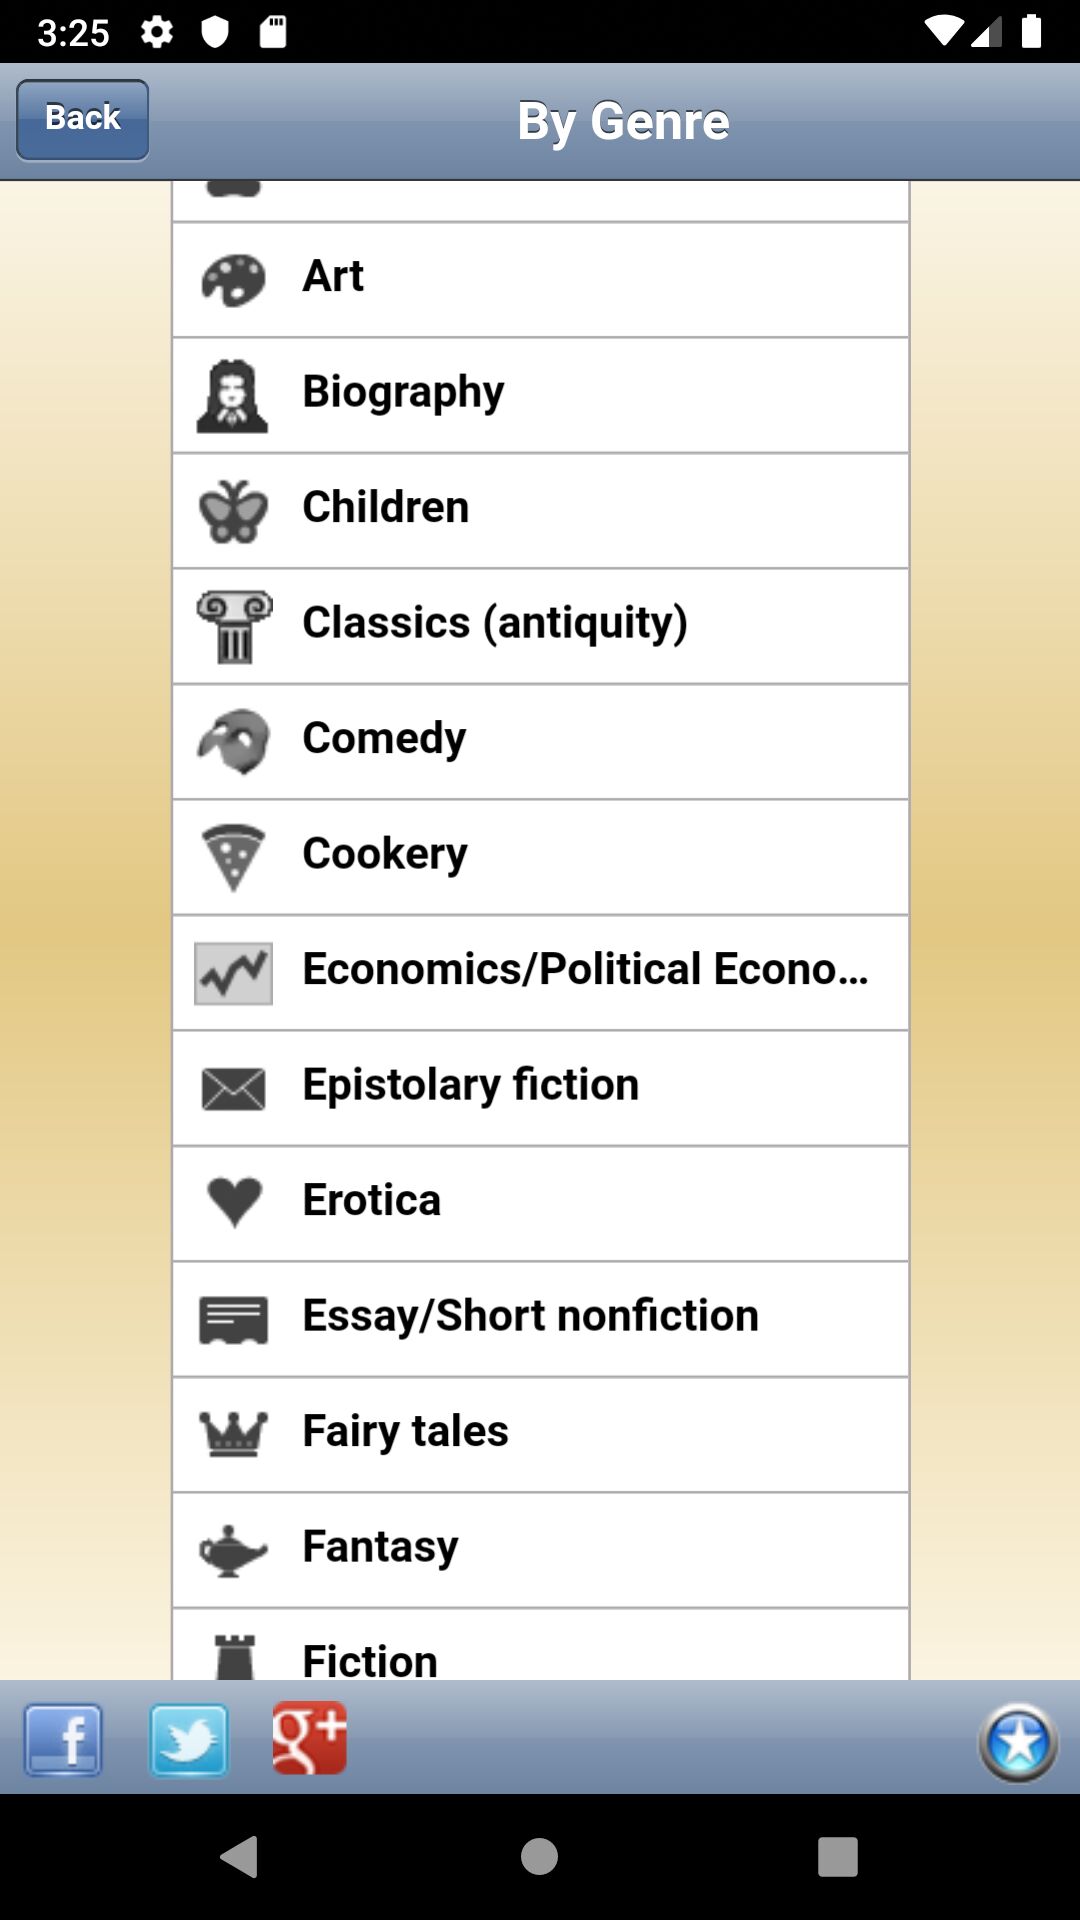 3:25
Back
By Genre
Art
Biography
Children
Classics (antiquity)
Comedy
Cookery
Economics/Political Econo...
Epistolary fiction
Erotica
Essay/Short nonfiction
Fairy tales
Fantasy
Fiction
f
g+